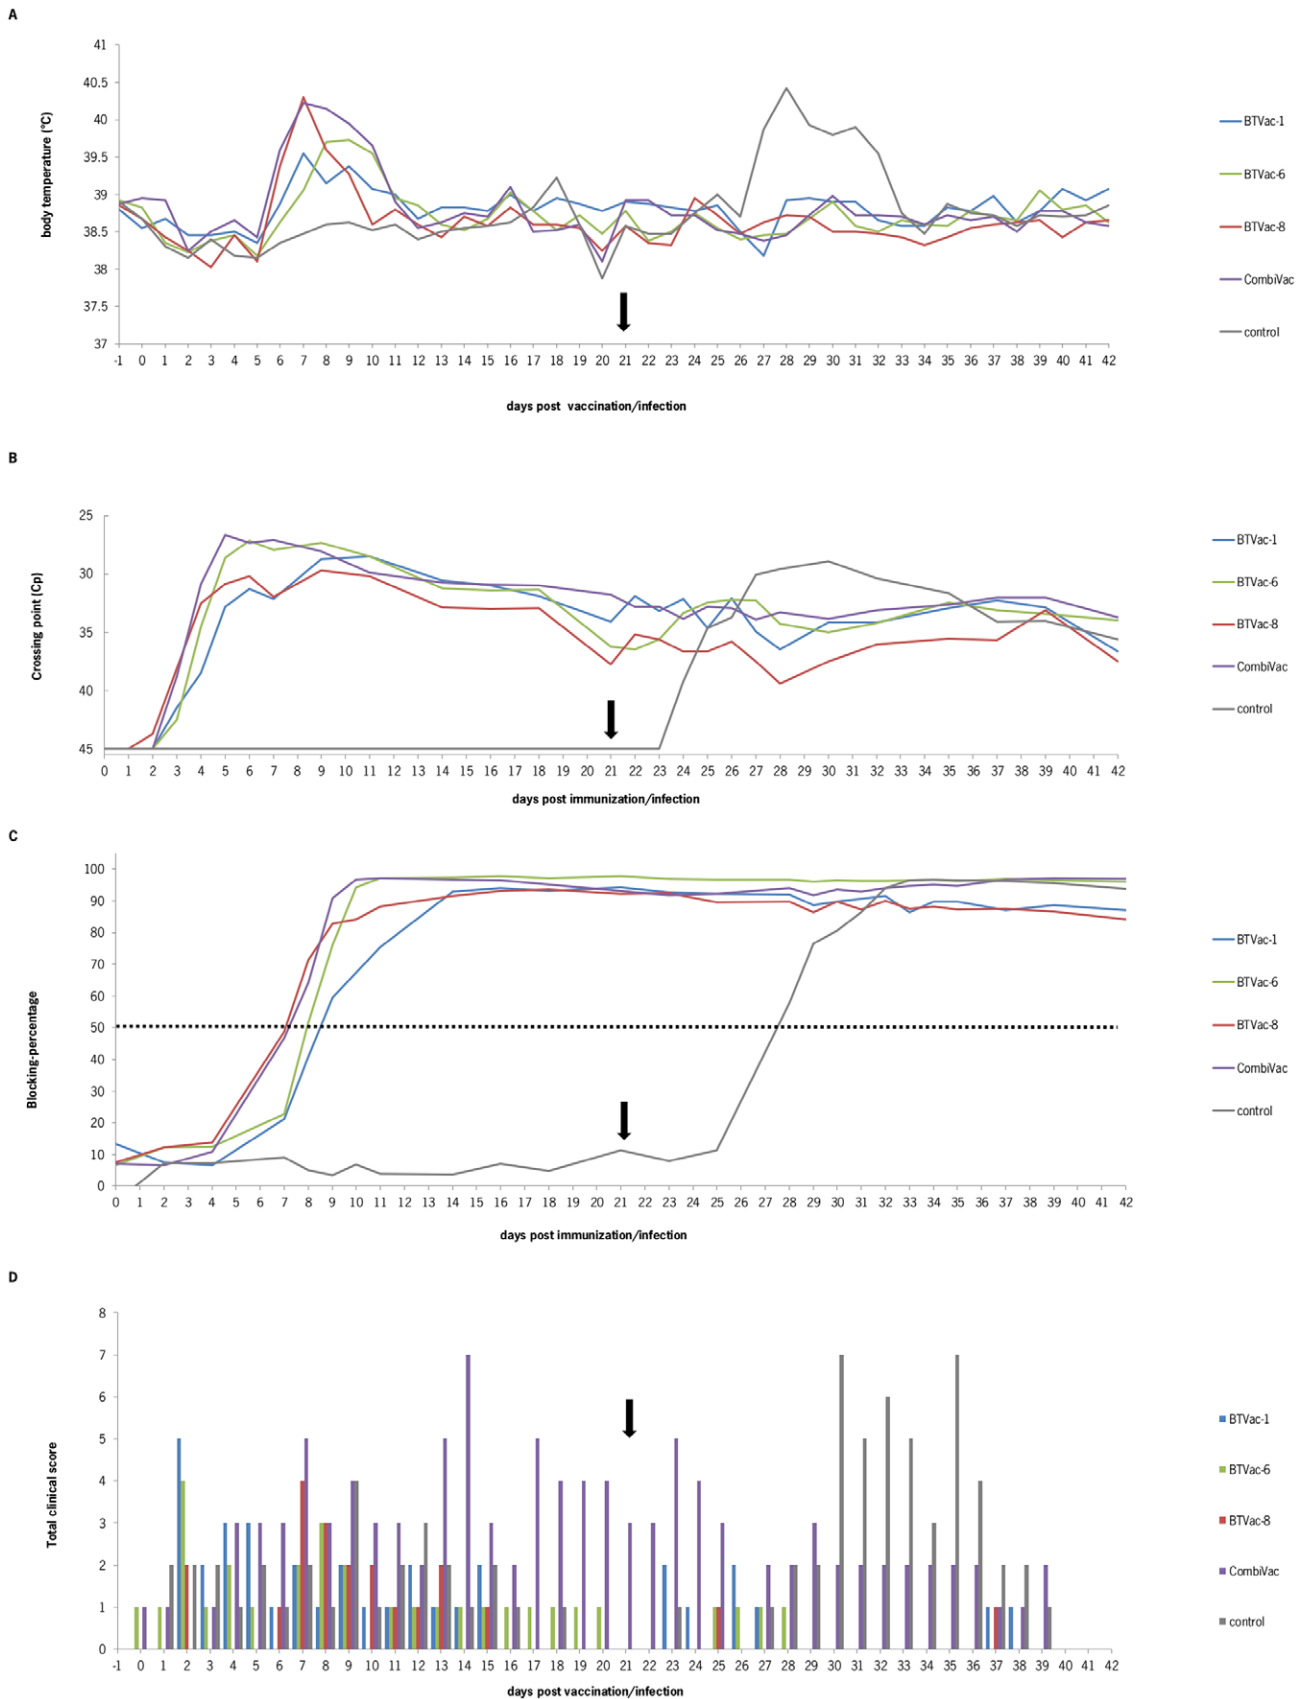 A
41
40.5
40
39.5
39
38.5
38
37.5
37
body temperature (°C)
-1 0 1 2 3 4 5 6 7 8 9 10 11 12 13 14 15 16 17 18 19 20 21 22 23 24 25 26 27 28 29 30 31 32 33 34 35 36 37 38 39 40 41 42
days post vaccination/infection
BTVac-1
BTVac-6
BTVac-8
CombiVac
control
B
25
30
35
40
45
Crossing point (Cp)
0 1 2 3 4 5 6 7 8 9 10 11 12 13 14 15 16 17 18 19 20 21 22 23 24 25 26 27 28 29 30 31 32 33 34 35 36 37 38 39 40 41 42
days post immunization/infection
BTVac-1
BTVac-6
BTVac-8
CombiVac
control
C
100
90
80
70
60
50
40
30
20
10
0
Blocking-percentage
0 1 2 3 4 5 6 7 8 9 10 11 12 13 14 15 16 17 18 19 20 21 22 23 24 25 26 27 28 29 30 31 32 33 34 35 36 37 38 39 40 41 42
days post immunization/infection
BTVac-1
BTVac-6
BTVac-8
CombiVac
control
D
8
7
6
5
4
3
2
1
0
Total clinical score
-1 0 1 2 3 4 5 6 7 8 9 10 11 12 13 14 15 16 17 18 19 20 21 22 23 24 25 26 27 28 29 30 31 32 33 34 35 36 37 38 39 40 41 42
days post vaccination/infection
BTVac-1
BTVac-6
BTVac-8
CombiVac
control